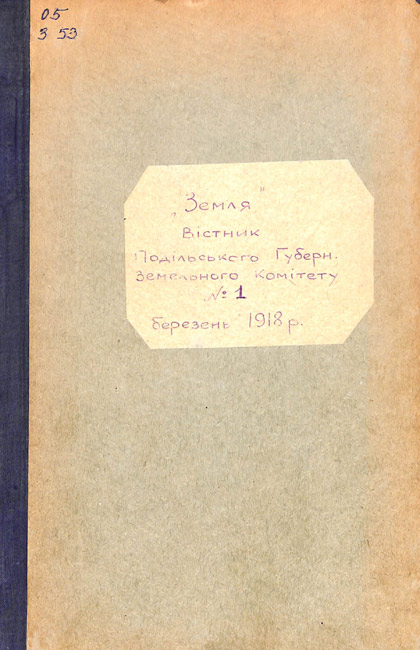 05
З 53
„Земля"
Вістник
Подільського Губерн.
Земельного Комітету
№ 1
березень 1918 р.